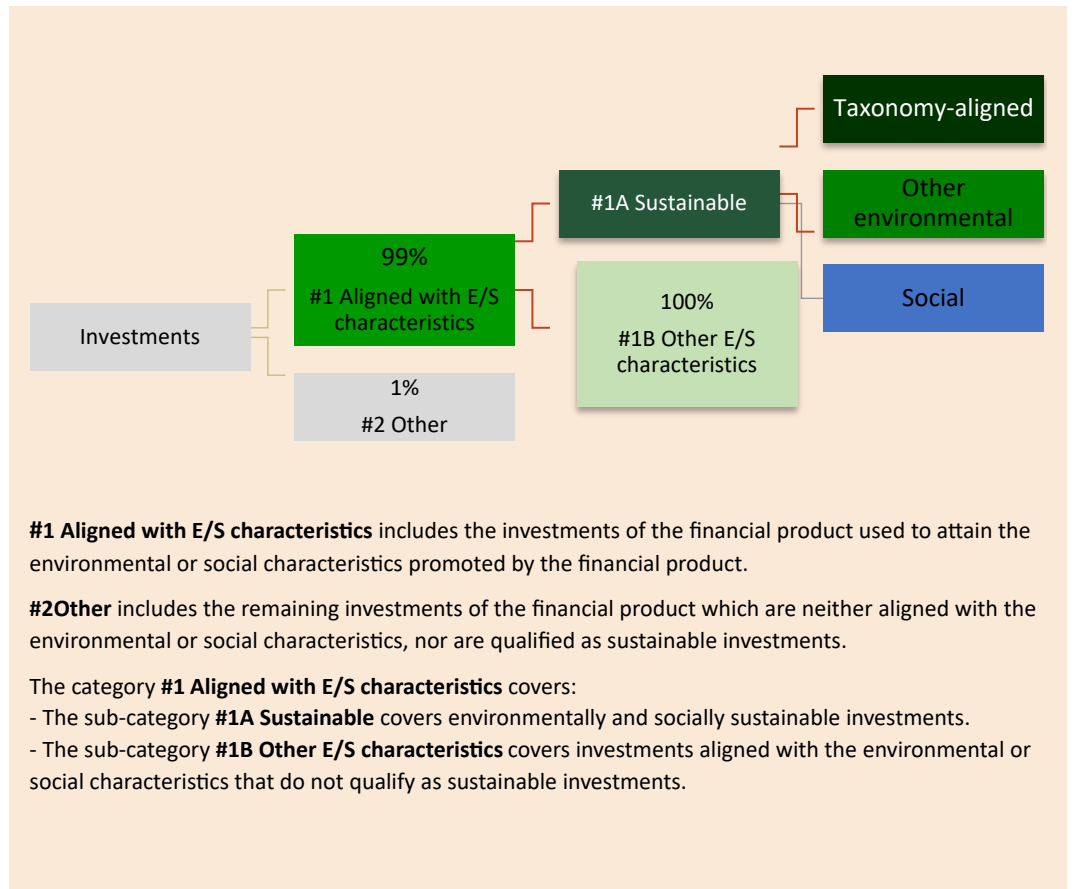 Taxonomy-aligned
#1A Sustainable
Other
environmental
99%
#1 Aligned with E/S
characteristics
Social
100%
#1B Other E/S
characteristics
Investments
1%
#2 Other
#1 Aligned with E/S characteristics includes the investments of the financial product used to attain the
environmental or social characteristics promoted by the financial product.
#2Other includes the remaining investments of the financial product which are neither aligned with the
environmental or social characteristics, nor are qualified as sustainable investments.
The category #1 Aligned with E/S characteristics covers:
- The sub-category #1A Sustainable covers environmentally and socially sustainable investments.
- The sub-category #1B Other E/S characteristics covers investments aligned with the environmental or
social characteristics that do not qualify as sustainable investments.